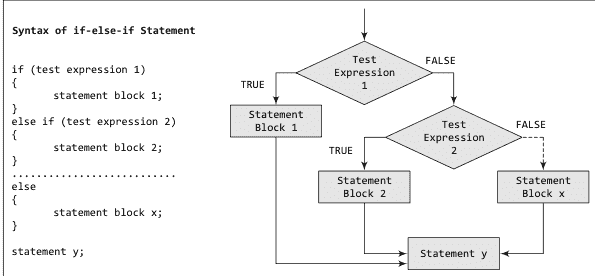 Syntax of if-else-if Statement
if (test expression 1)
{
statement block 1;
}
else if (test expression 2)
{
statement block 2;
}
...........................
else
{
statement block x;
}
statement y;
Test
Expression
1
TRUE
FALSE
Statement
Block 1
Test
Expression
2
TRUE
FALSE
Statement
Block 2
Statement
Block x
Statement y